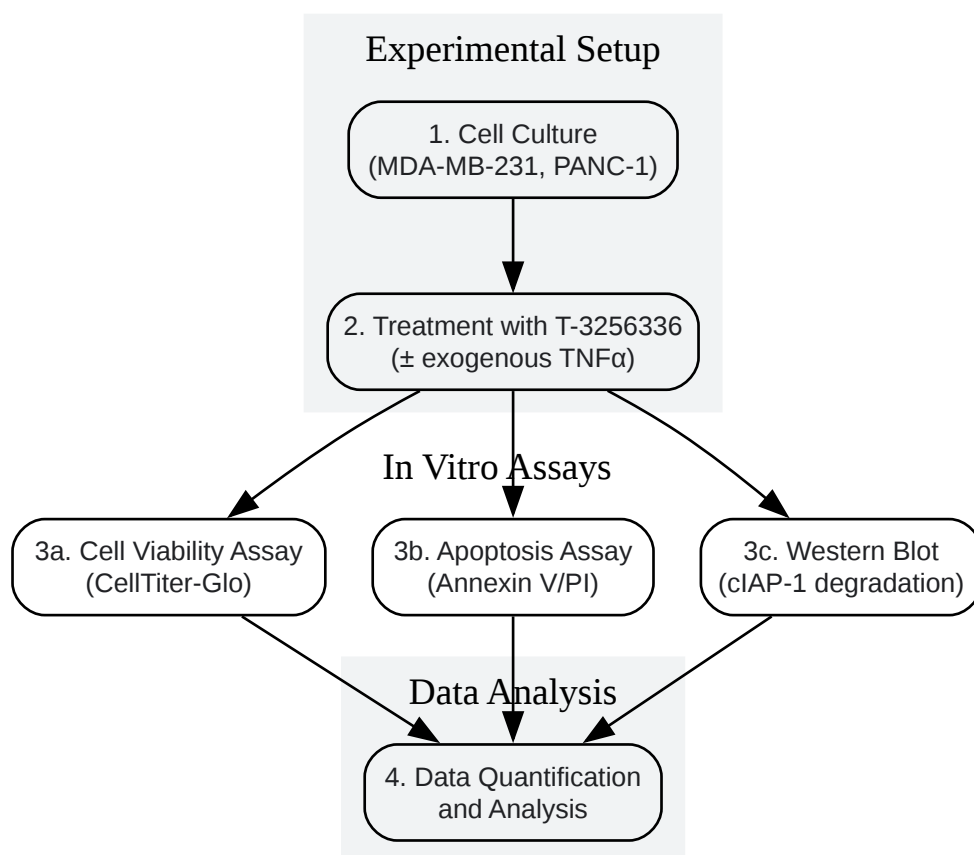 Experimental Setup
1. Cell Culture
(MDA-MB-231, PANC-1)
2. Treatment with T-3256336
(± exogenous TNFα)
In Vitro Assays
3a. Cell Viability Assay
(CellTiter-Glo)
3b. Apoptosis Assay
(Annexin V/PI)
3c. Western Blot
(cIAP-1 degradation)
Data Analysis
4. Data Quantification
and Analysis